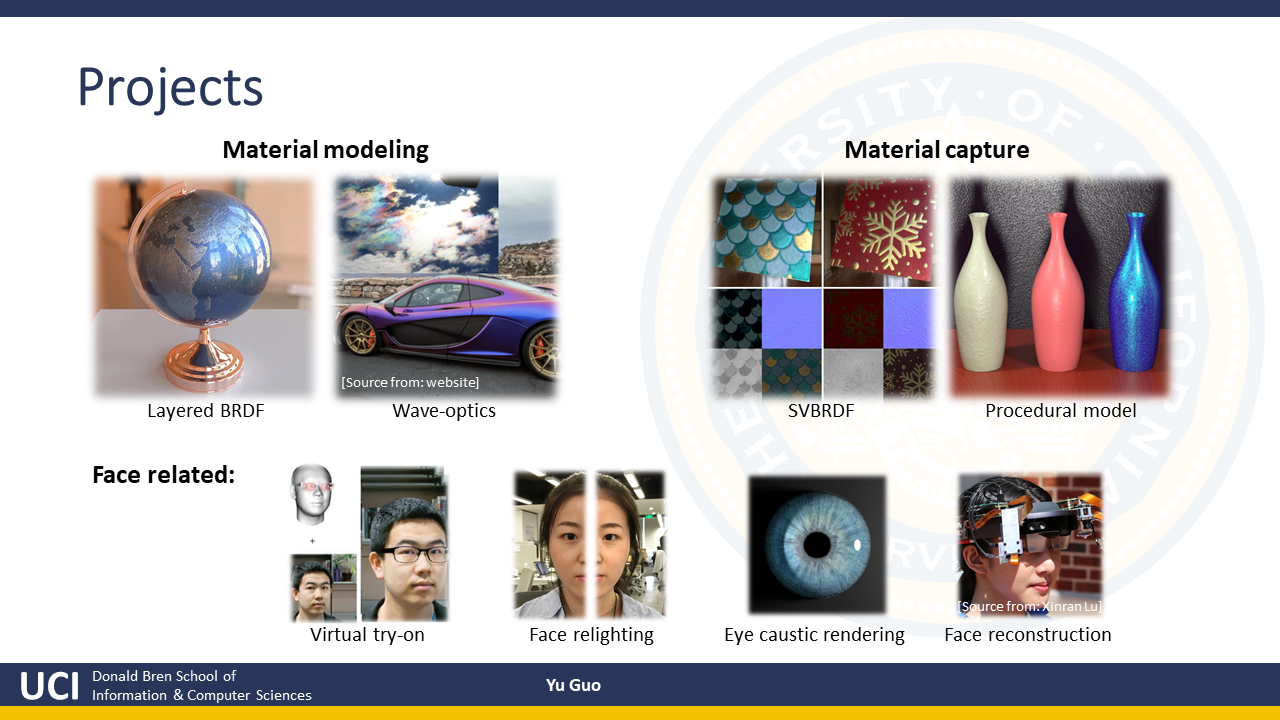 Projects
Material modeling
Material capture
[Source from: website]
Layered BRDF
Wave-optics
SVBRDF
Procedural model
Face related:
+
[Source from: Xinran Lu]
Virtual try-on
Face relighting
Eye caustic rendering
Face reconstruction
UCI
Donald Bren School of
Information & Computer Sciences
Yu Guo